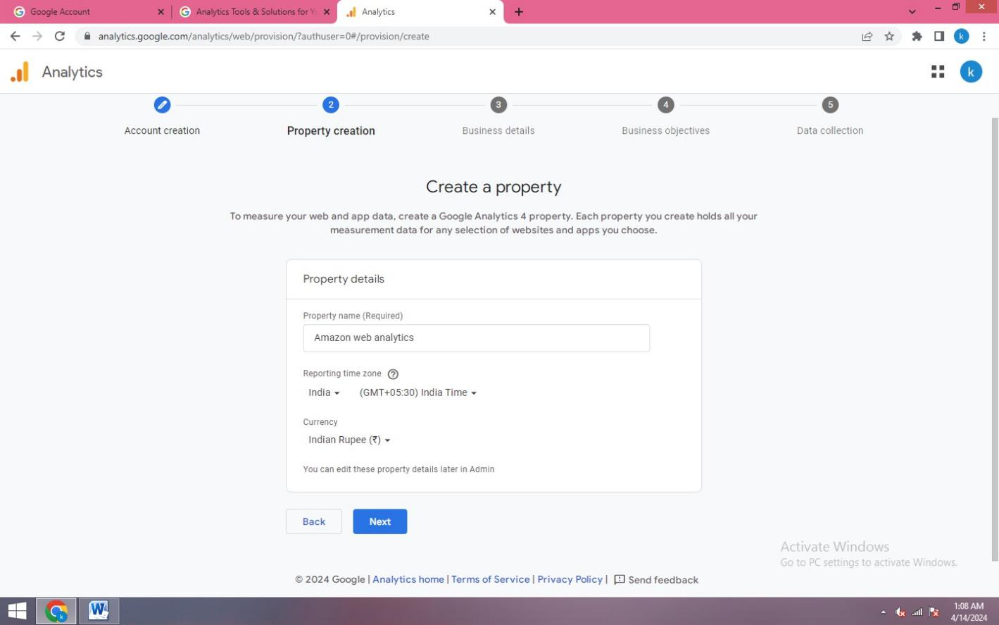 Google Account
Analytics Tools & Solutions for Yo
Analytics
analytics.google.com/analytics/web/provision/?authuser=0#/provision/create
k
Analytics
k
2
3
4
5
Account creation
Property creation
Business details
Business objectives
Data collection
Create a property
To measure your web and app data, create a Google Analytics 4 property. Each property you create holds all your
measurement data for any selection of websites and apps you choose.
Property details
Property name (Required)
Amazon web analytics
Reporting time zone ?
India (GMT+05:30) India Time
Currency
Indian Rupee (₹)
You can edit these property details later in Admin
Back
Next
Activate Windows
Go to PC settings to activate Windows.
© 2024 Google | Analytics home | Terms of Service | Privacy Policy | Send feedback
k
W
1:08 AM
4/14/2024